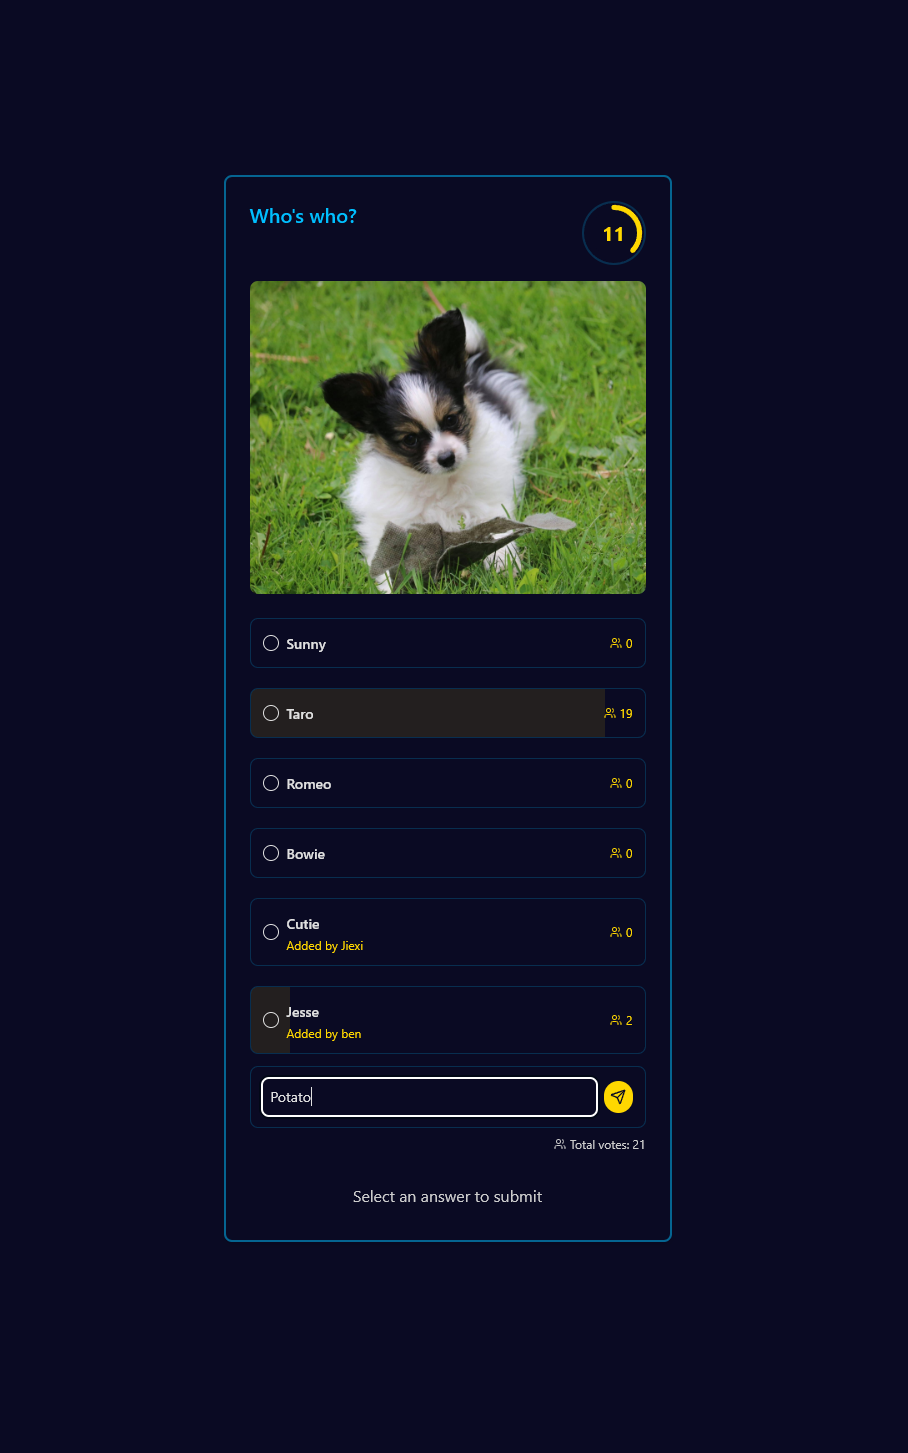 Who's who?
11
Sunny
0
Taro
19
Romeo
0
Bowie
0
Cutie
Added by Jiexi
0
Jesse
Added by ben
2
Potato
Total votes: 21
Select an answer to submit